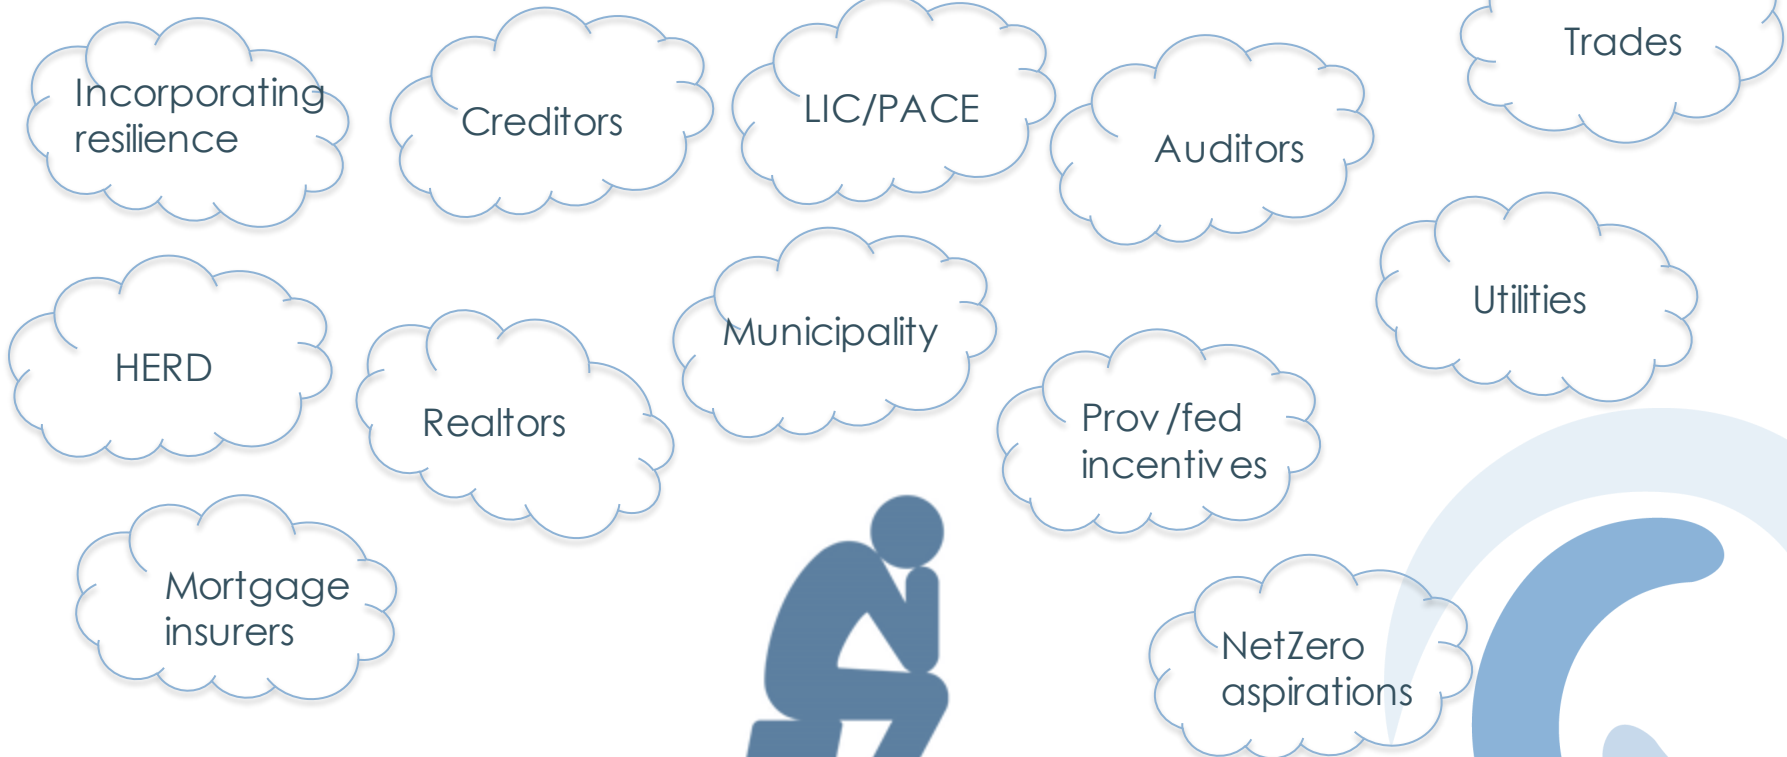 Incorporating
resilience
Creditors
LIC/PACE
Auditors
Trades
HERD
Realtors
Municipality
Prov/fed
incentives
Utilities
Mortgage
insurers
NetZero
aspirations